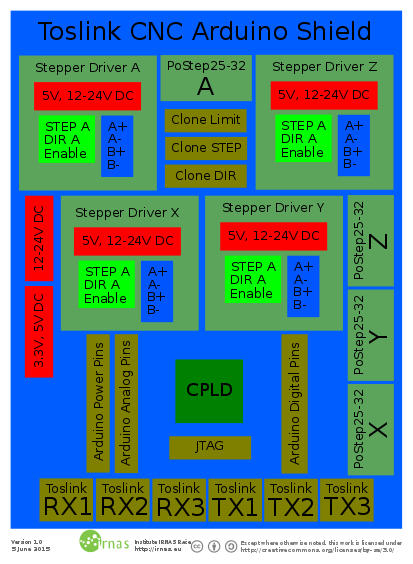 Toslink CNC Arduino Shield
Stepper Driver A
5V, 12-24V DC
STEP A
DIR A
Enable
A+
A-
B+
B-
PoStep25-32
A
Clone Limit
Clone STEP
Clone DIR
Stepper Driver Z
5V, 12-24V DC
STEP A
DIR A
Enable
A+
A-
B+
B-
12-24V DC
3.3V, 5V DC
Stepper Driver X
5V, 12-24V DC
STEP A
DIR A
Enable
A+
A-
B+
B-
Stepper Driver Y
5V, 12-24V DC
STEP A
DIR A
Enable
A+
A-
B+
B-
PoStep25-32
Z
PoStep25-32
Y
PoStep25-32
X
Arduino Power Pins
Arduino Analog Pins
CPLD
JTAG
Arduino Digital Pins
Toslink
RX1
Toslink
RX2
Toslink
RX3
Toslink
TX1
Toslink
TX2
Toslink
TX3
Version 1.0
5 June 2015
irnas
Institute IRNAS Rače
https://irnas.eu
Except where otherwise noted, this work is licensed under
http://creativecommons.org/licenses/by-sa/3.0/